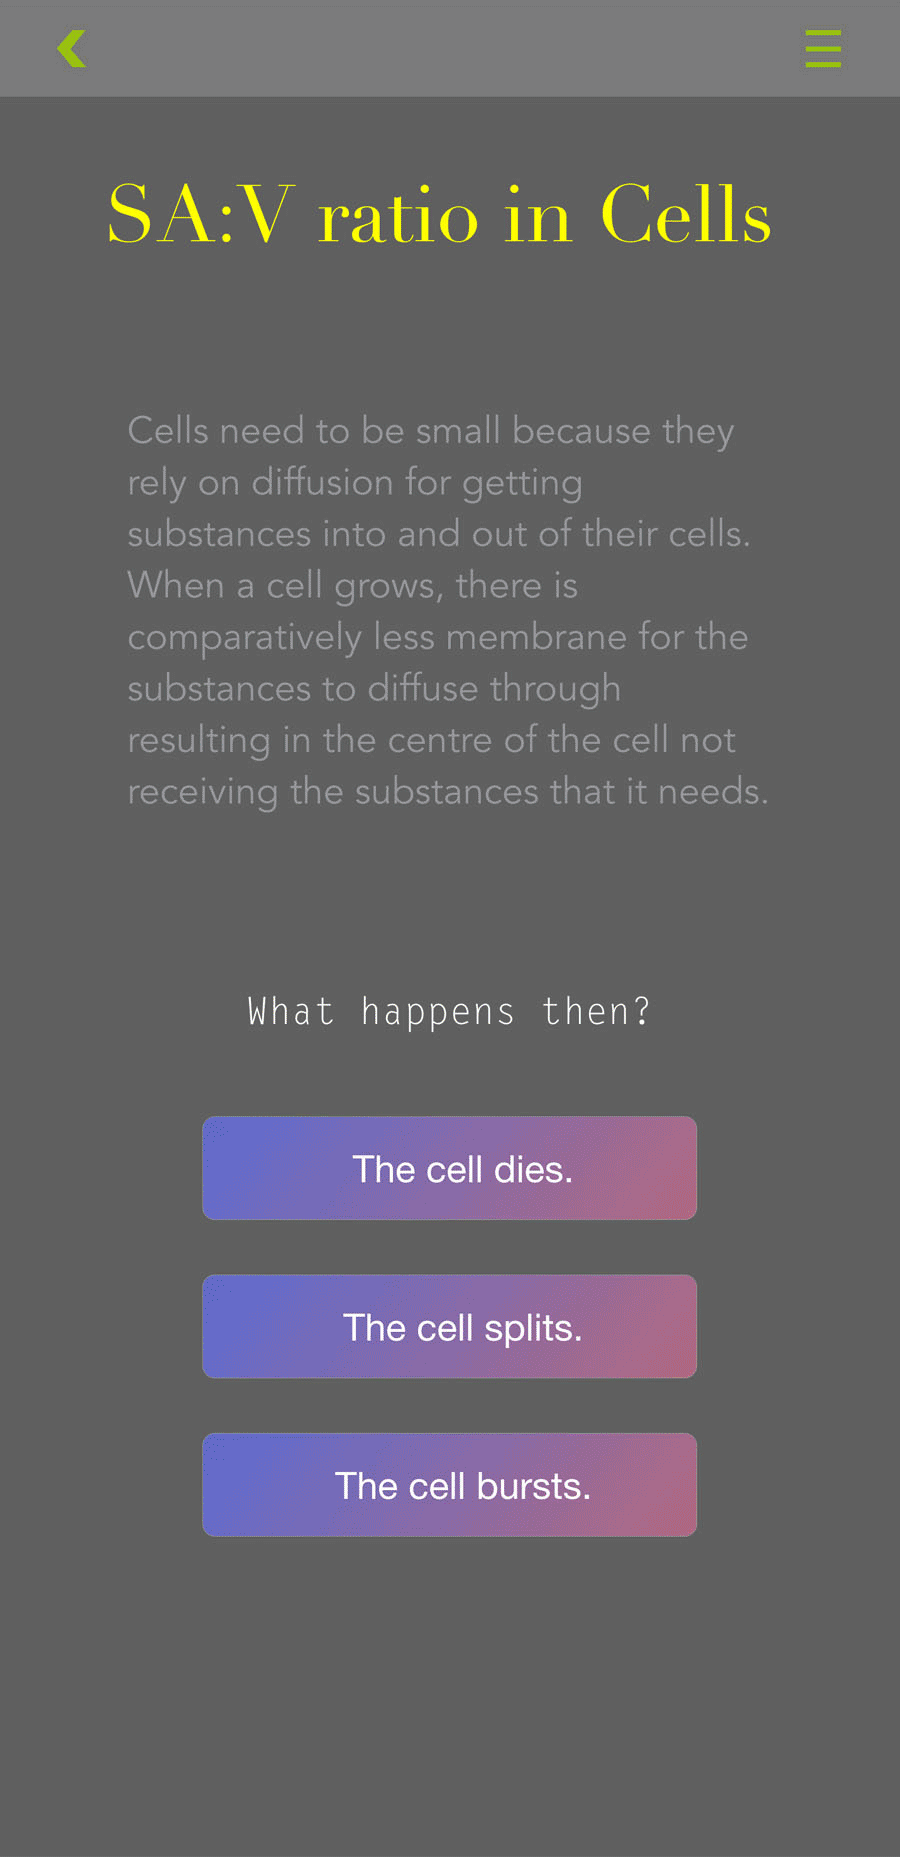 SA:V ratio in Cells
Cells need to be small because they
rely on diffusion for getting
substances into and out of their cells.
When a cell grows, there is
comparatively less membrane for the
substances to diffuse through
resulting in the centre of the cell not
receiving the substances that it needs.
What happens then?
The cell dies.
The cell splits.
The cell bursts.